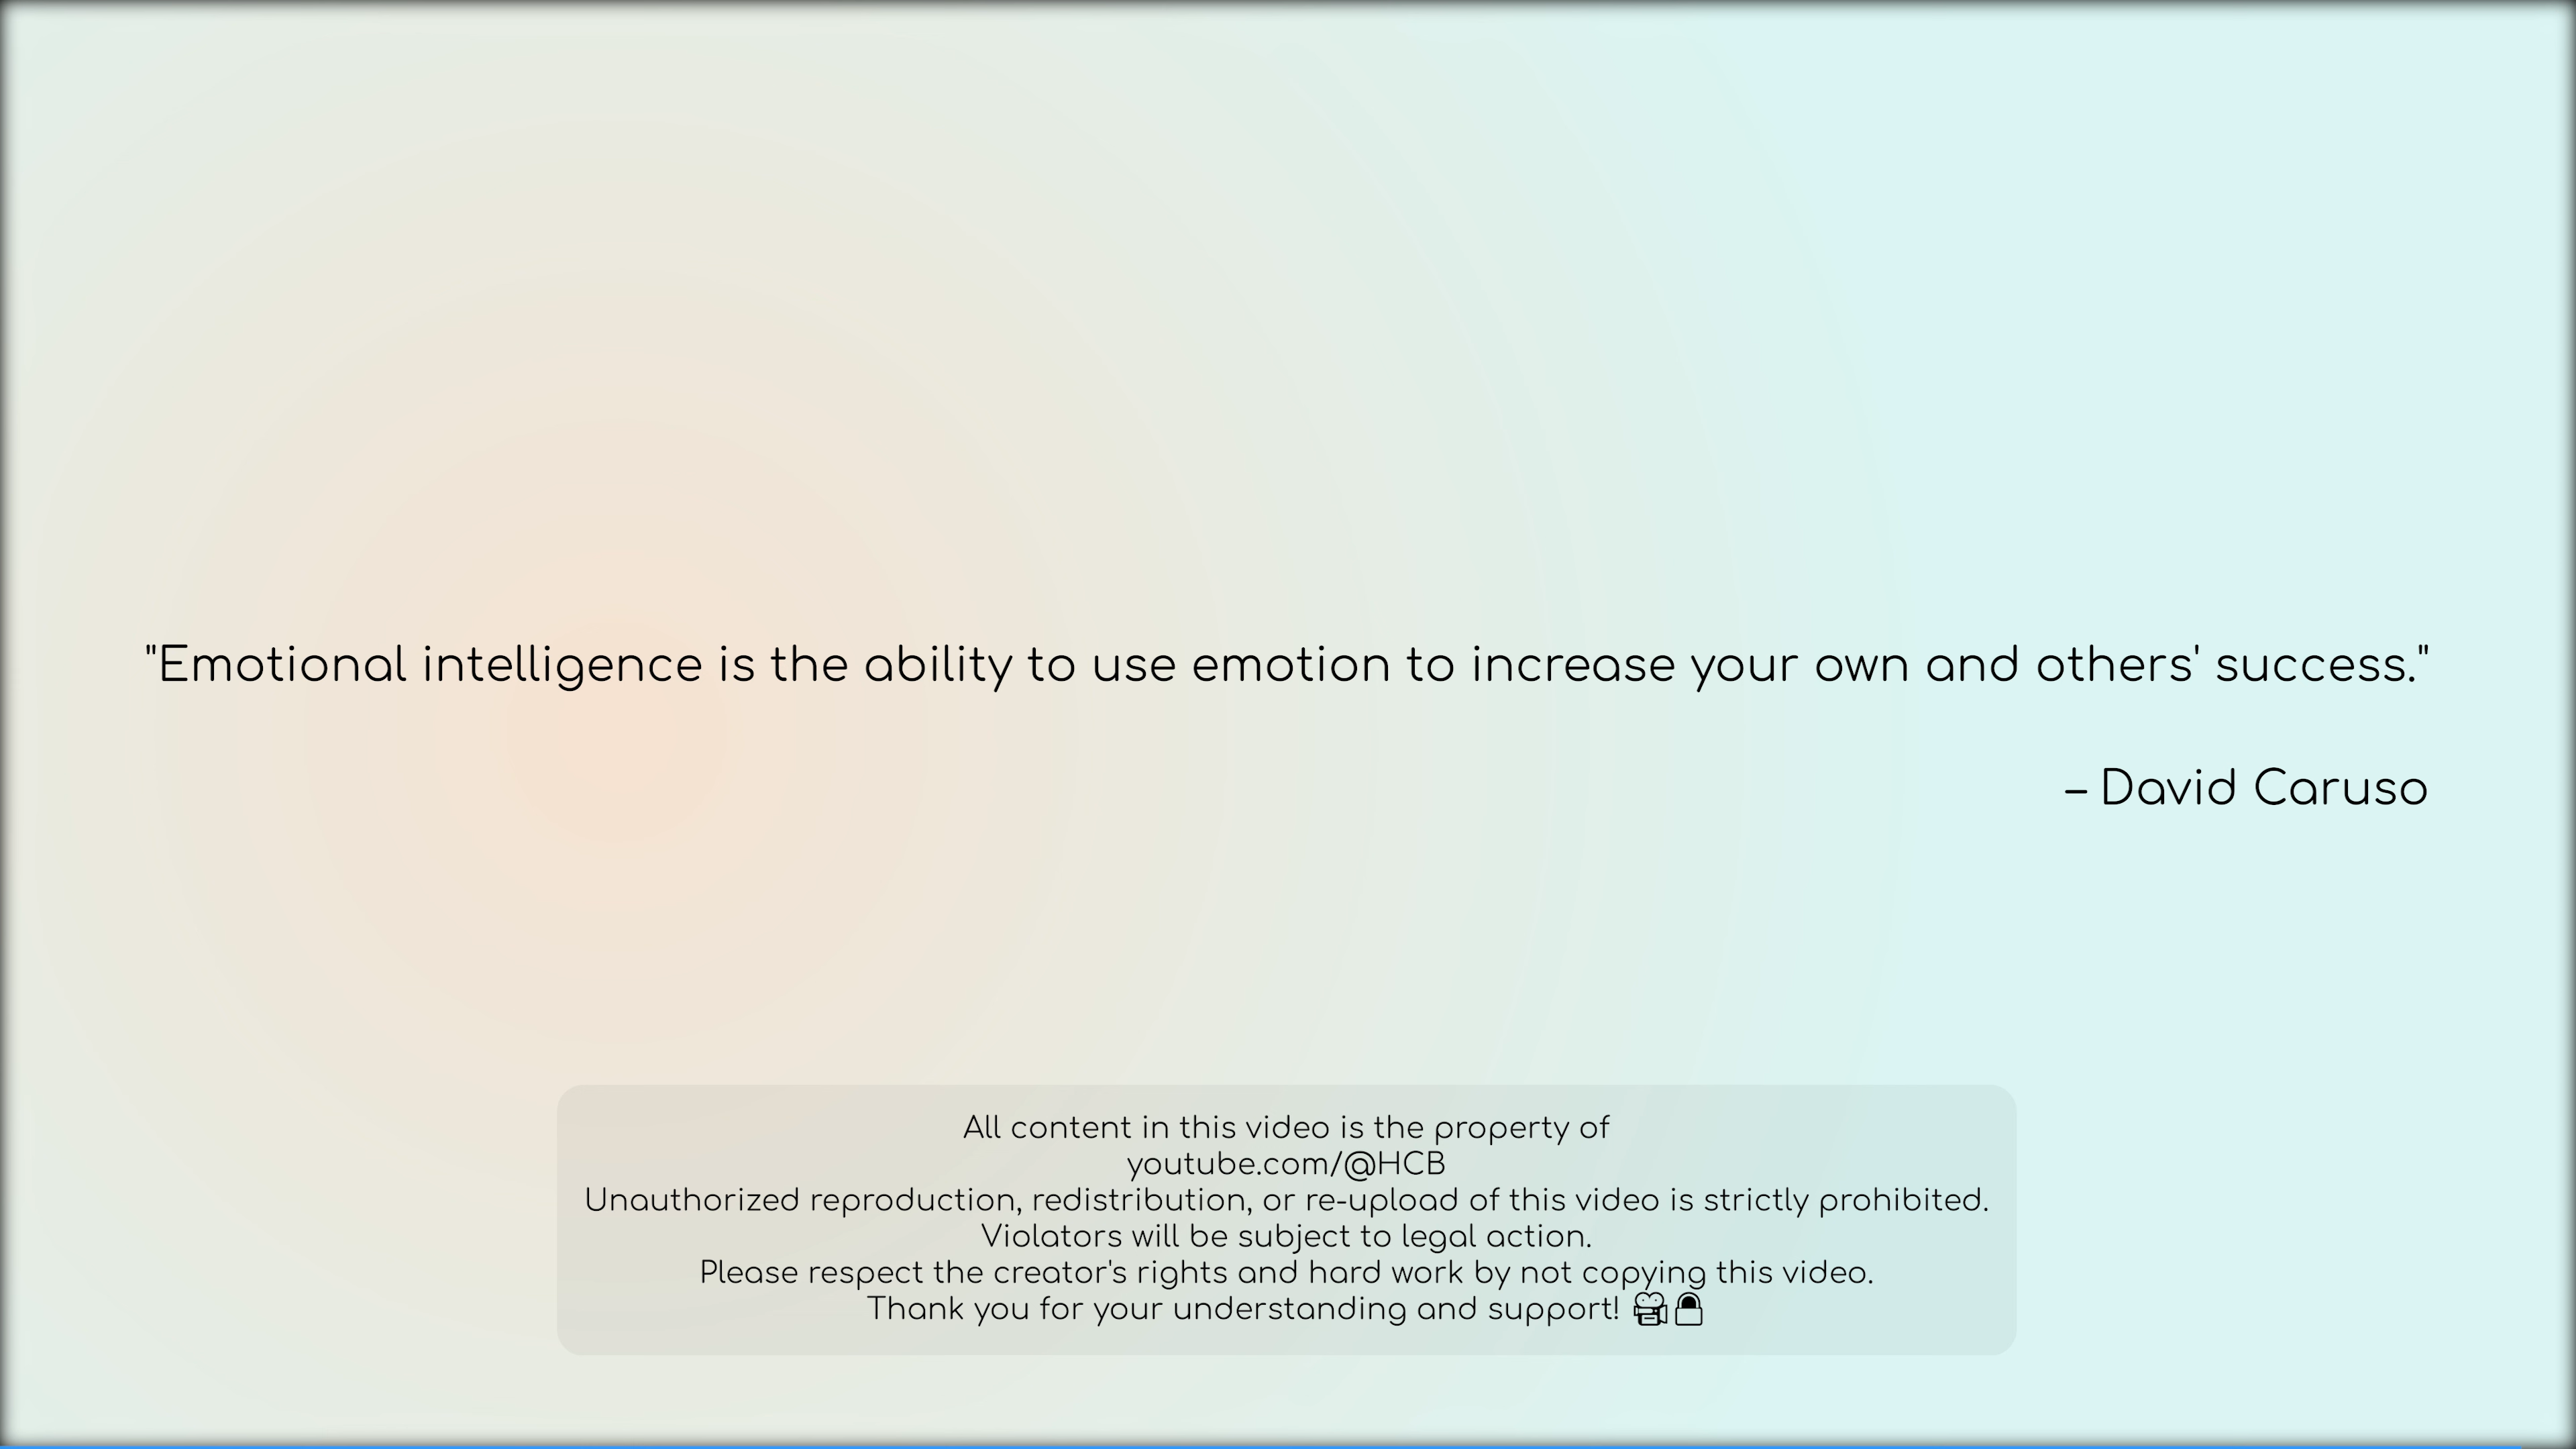 "Emotional intelligence is the ability to use emotion to increase your own and others' success."
– David Caruso
All content in this video is the property of
youtube.com/@HCB
Unauthorized reproduction, redistribution, or re-upload of this video is strictly prohibited.
Violators will be subject to legal action.
Please respect the creator's rights and hard work by not copying this video.
Thank you for your understanding and support! 🎥🔒